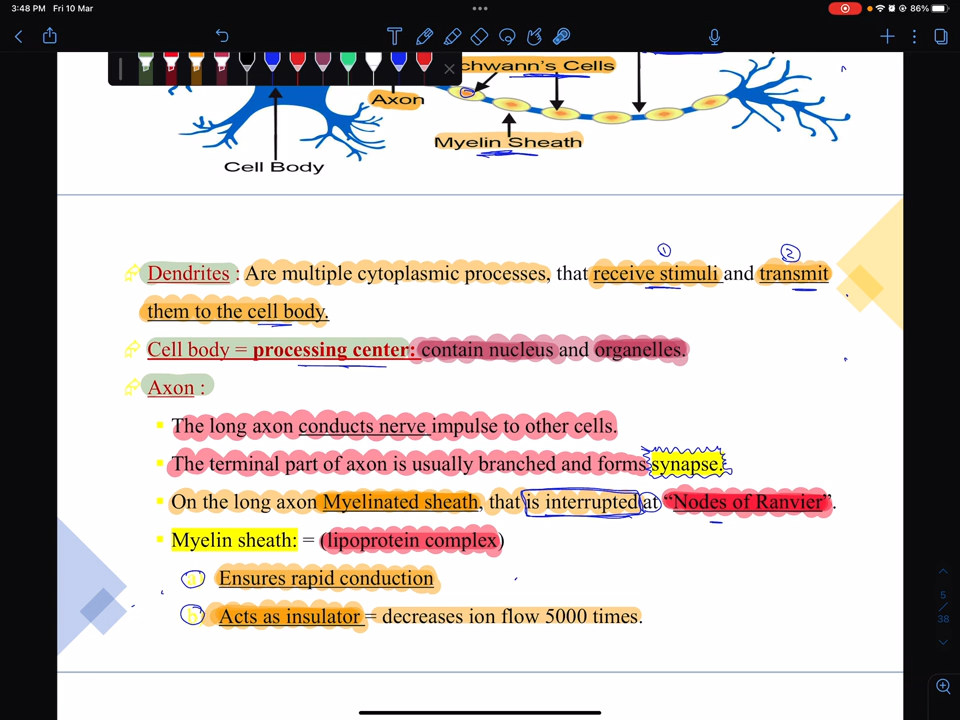 3:48 PM Fri 10 Mar
86%
chwann's Cells
Axon
Myelin Sheath
Cell Body
① ②
Dendrites : Are multiple cytoplasmic processes, that receive stimuli and transmit
them to the cell body.
Cell body = processing center: contain nucleus and organelles.
Axon :
The long axon conducts nerve impulse to other cells.
The terminal part of axon is usually branched and forms synapse.
On the long axon Myelinated sheath, that is interrupted at “Nodes of Ranvier”.
Myelin sheath: = (lipoprotein complex)
a) Ensures rapid conduction
b) Acts as insulator = decreases ion flow 5000 times.
5
/
38